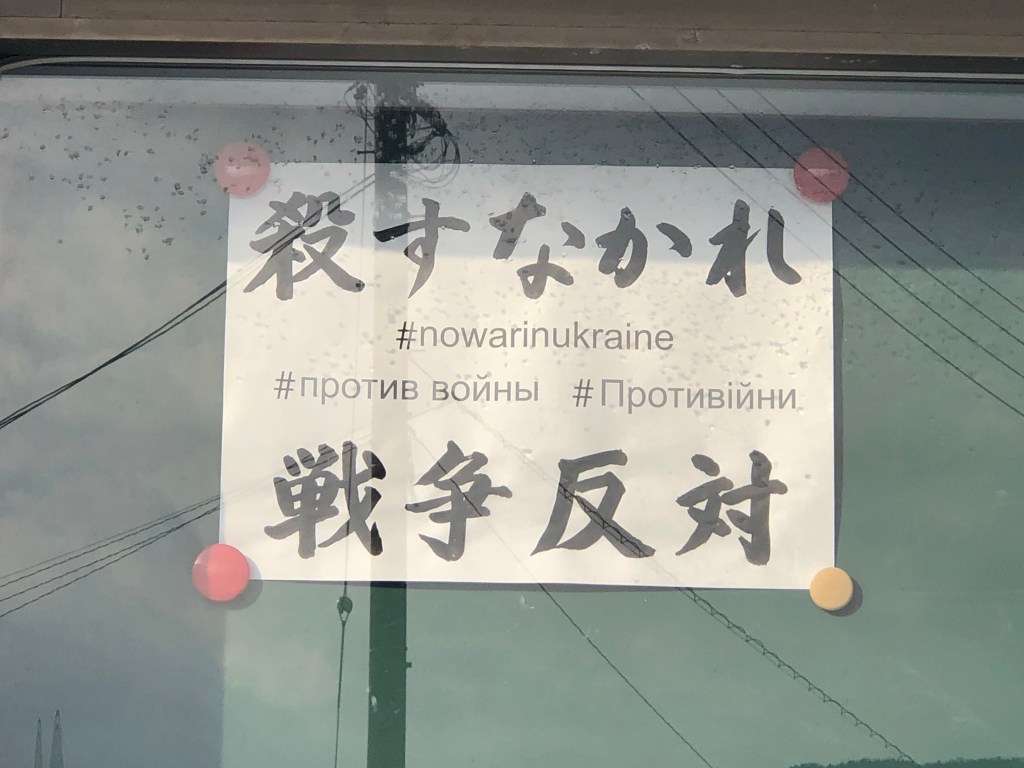 殺すなかれ
#nowarinukraine
#против войны #Противійни
戦争反対